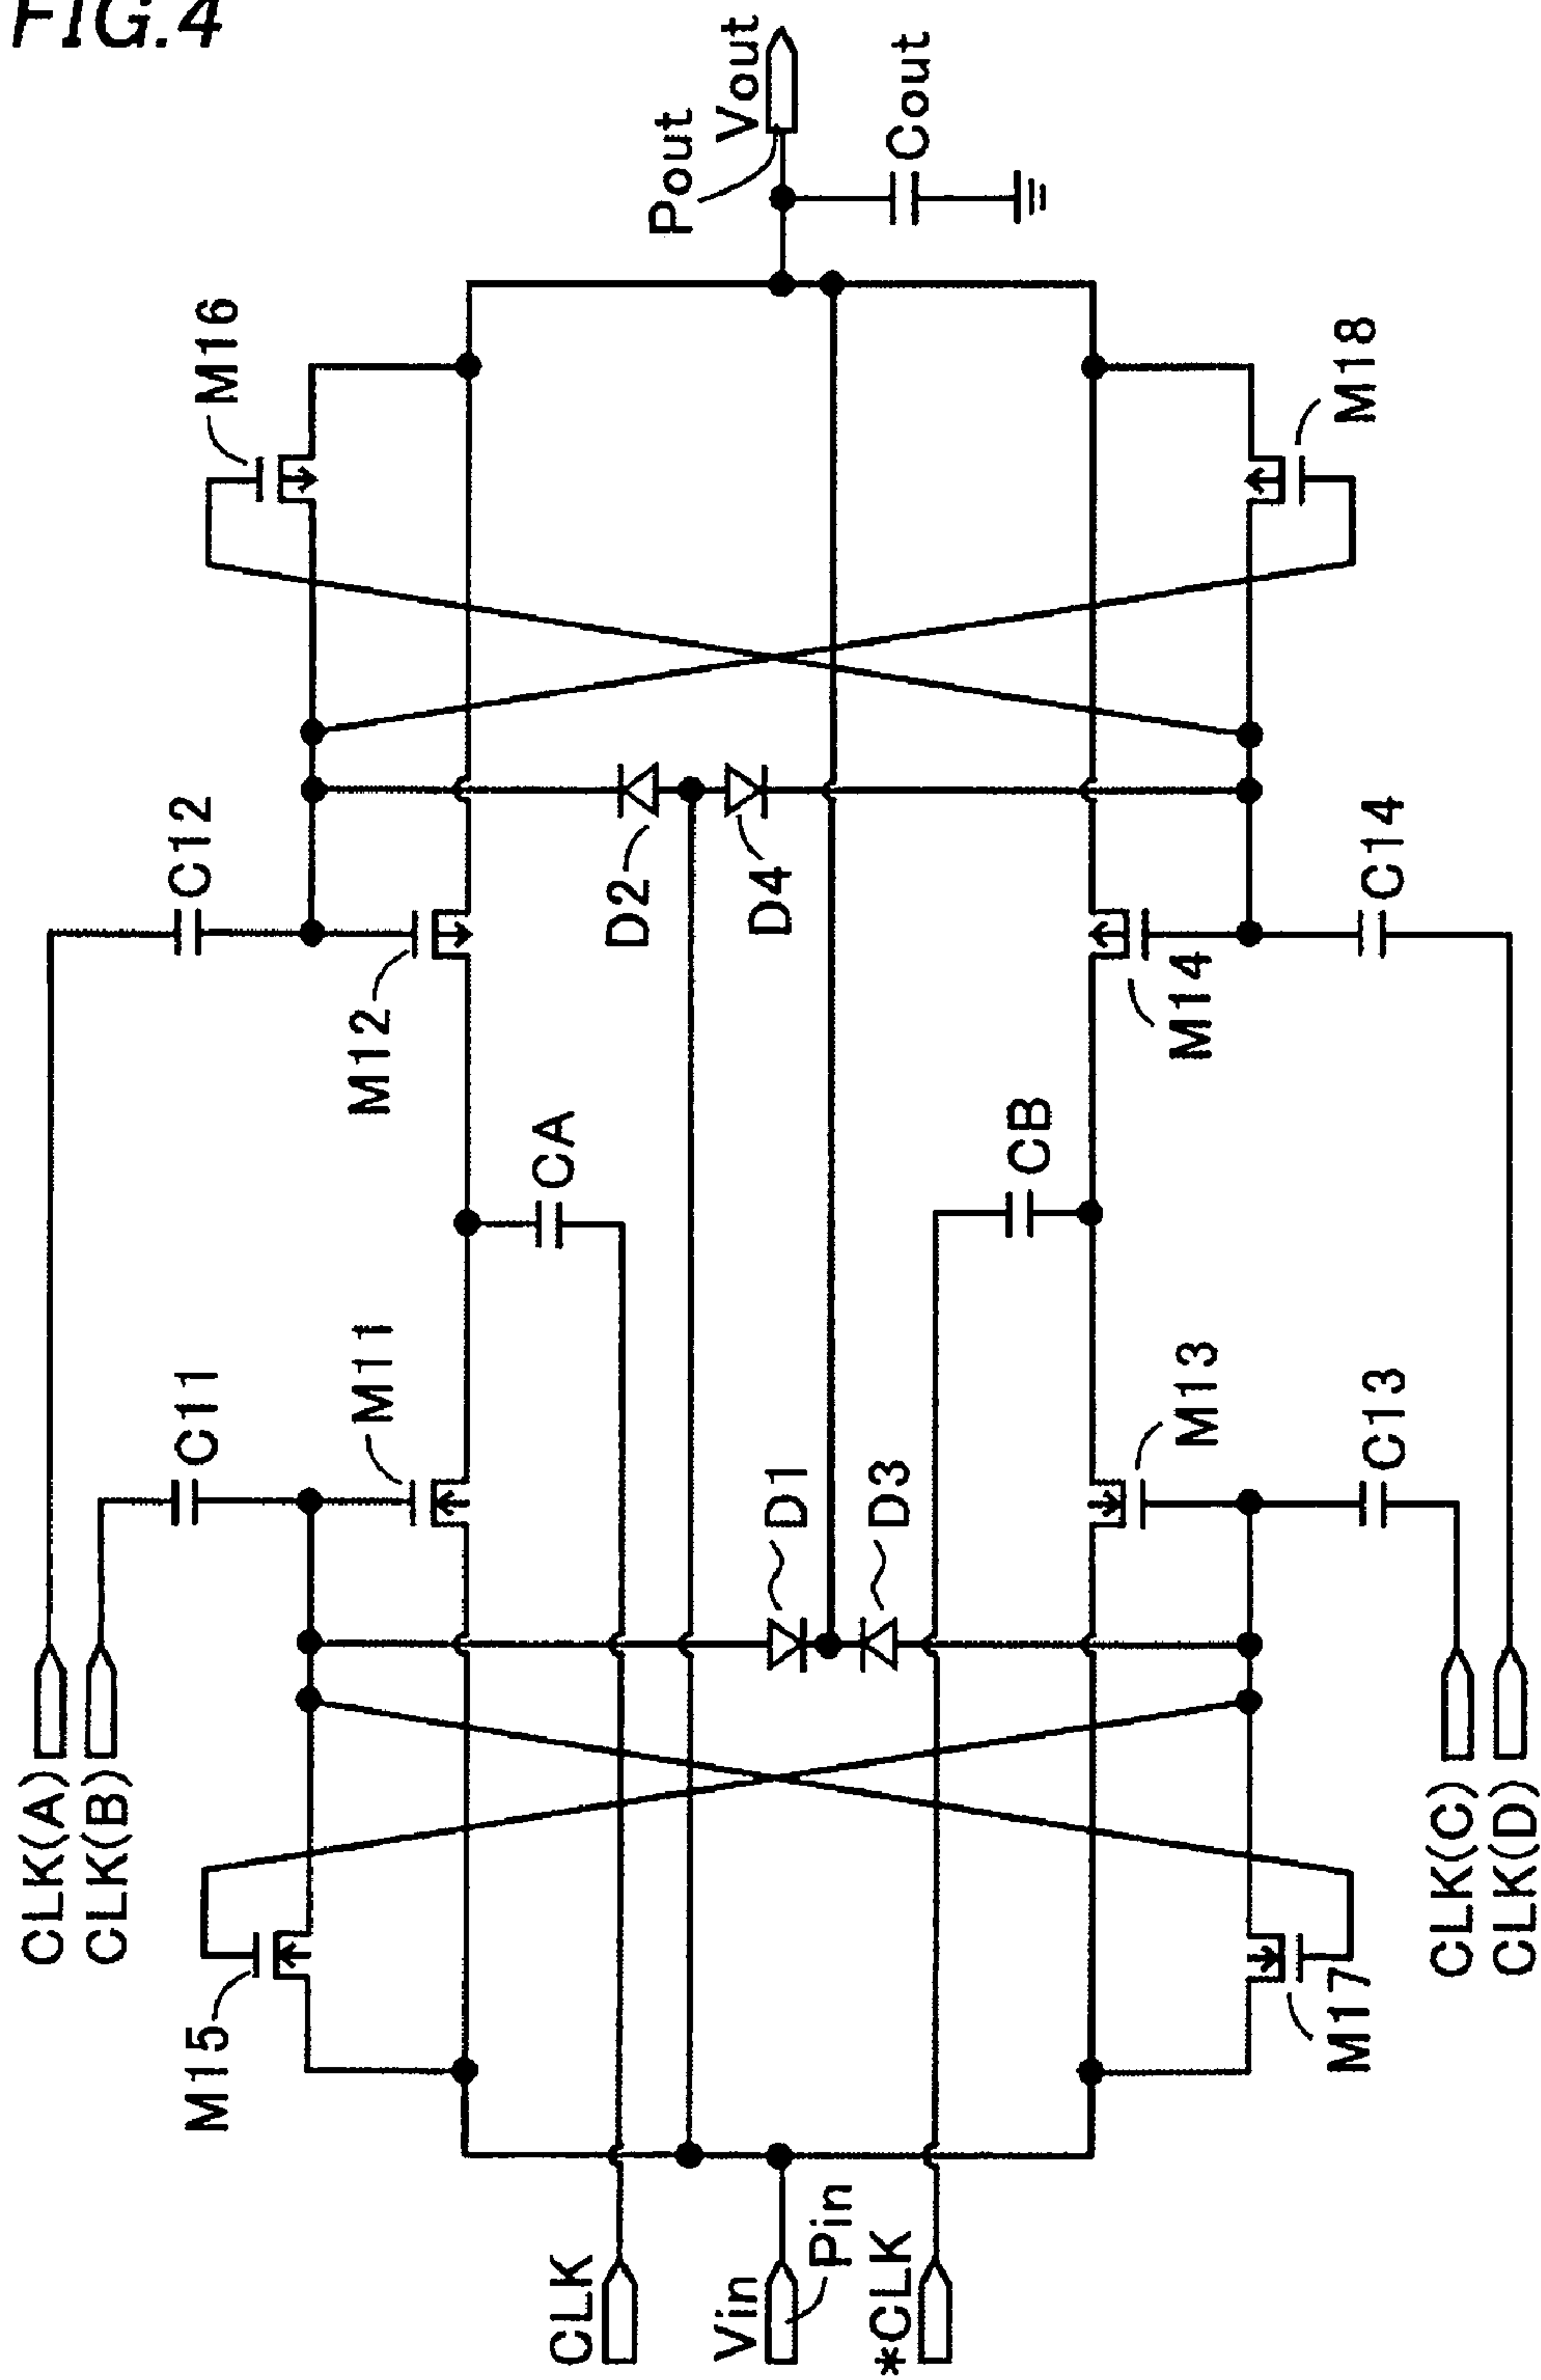 FIG.4
Pout
Vout
Cout
M16
M18
C12
D2
D4
C14
M12
M14
CA
CB
C11
M11
D1
D3
M13
C13
CLK(A)
CLK(B)
CLK(C)
CLK(D)
M15
M17
CLK
Vin
Pin
*CLK